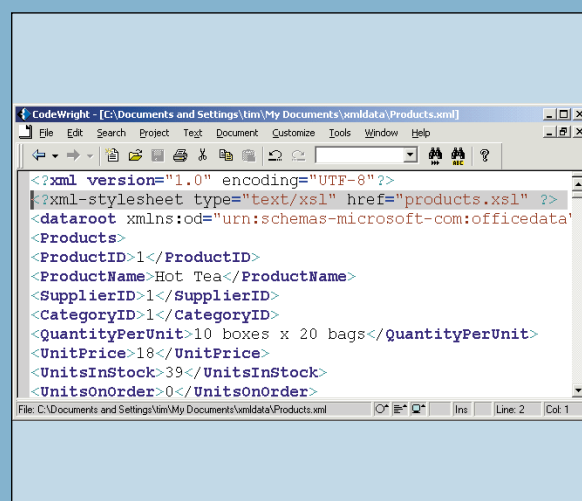 CodeWright - [C:\Documents and Settings\tim\My Documents\xmldata\Products.xml]
File Edit Search Project Text Document Customize Tools Window Help
<?xml version="1.0" encoding="UTF-8"?>
<?xml-stylesheet type="text/xsl" href="products.xsl" ?>
<dataroot xmlns:od="urn:schemas-microsoft-com:officedata"
<Products>
<ProductID>1</ProductID>
<ProductName>Hot Tea</ProductName>
<SupplierID>1</SupplierID>
<CategoryID>1</CategoryID>
<QuantityPerUnit>10 boxes x 20 bags</QuantityPerUnit>
<UnitPrice>18</UnitPrice>
<UnitsInStock>39</UnitsInStock>
<UnitsOnOrder>0</UnitsOnOrder>
File: C:\Documents and Settings\tim\My Documents\xmldata\Products.xml Ins Line: 2 Col: 1